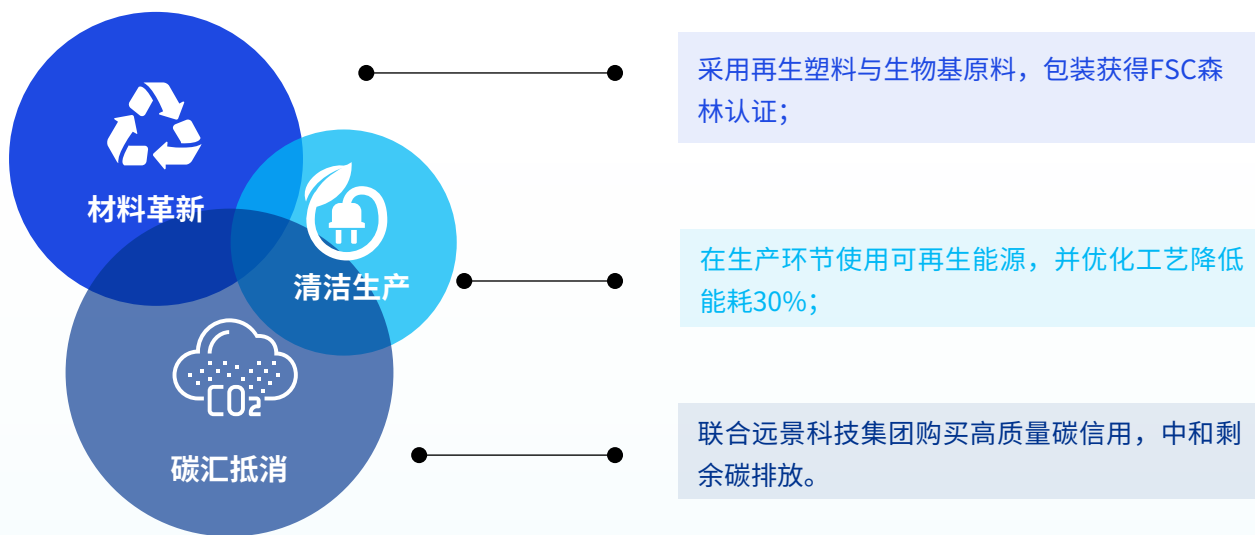 材料革新
采用再生塑料与生物基原料，包装获得FSC森
林认证；
清洁生产
在生产环节使用可再生能源，并优化工艺降低
能耗30%；
CO2
碳汇抵消
联合远景科技集团购买高质量碳信用，中和剩
余碳排放。